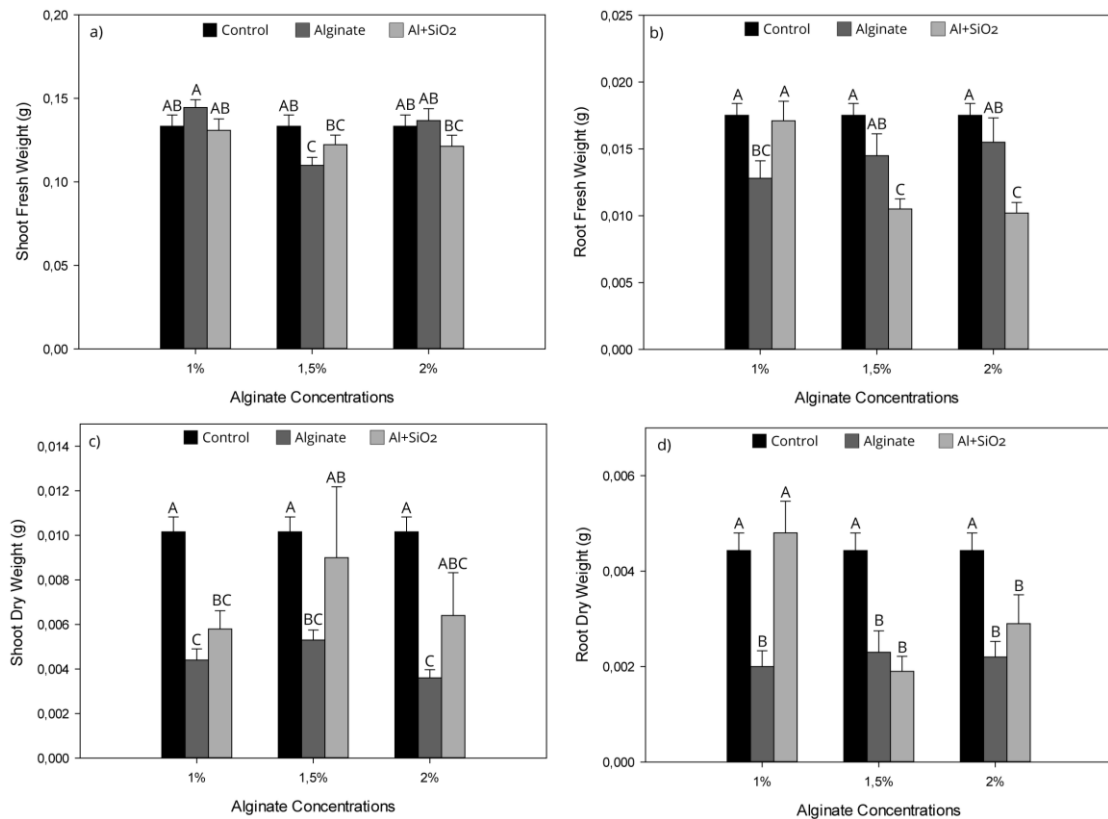 a) Control Alginate Al+SiO2
Shoot Fresh Weight (g)
0,20
0,15
0,10
0,05
0,00
AB A AB
AB C BC
AB AB BC
1% 1,5% 2%
Alginate Concentrations
b) Control Alginate Al+SiO2
Root Fresh Weight (g)
0,025
0,020
0,015
0,010
0,005
0,000
A BC A
A AB C
A AB C
1% 1,5% 2%
Alginate Concentrations
c) Control Alginate Al+SiO2
Shoot Dry Weight (g)
0,014
0,012
0,010
0,008
0,006
0,004
0,002
0,000
A C BC
A BC AB
A C ABC
1% 1,5% 2%
Alginate Concentrations
d) Control Alginate Al+SiO2
Root Dry Weight (g)
0,006
0,004
0,002
0,000
A B A
A B B
A B B
1% 1,5% 2%
Alginate Concentrations